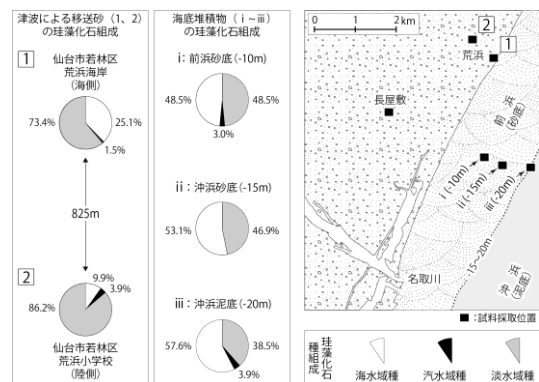 津波による移送砂（1、2）
の珪藻化石組成
1
仙台市若林区
荒浜海岸
（海側）
73.4%
25.1%
1.5%
825m
2
9.9%
3.9%
86.2%
仙台市若林区
荒浜小学校
（陸側）
海底堆積物（ⅰ～ⅲ）
の珪藻化石組成
ⅰ：前浜砂底(-10m)
48.5%
48.5%
3.0%
ⅱ：沖浜砂底(-15m)
53.1%
46.9%
ⅲ：沖浜泥底(-20m)
57.6%
38.5%
3.9%
0 1 2km
2
1
荒浜
長屋敷
前浜
（砂底）
ⅰ(-10m)
ⅱ(-15m)
ⅲ(-20m)
-15~20m
名取川
沖浜
（泥底）
■：試料採取位置
珪藻化石
種組成
海水域種
汽水域種
淡水域種